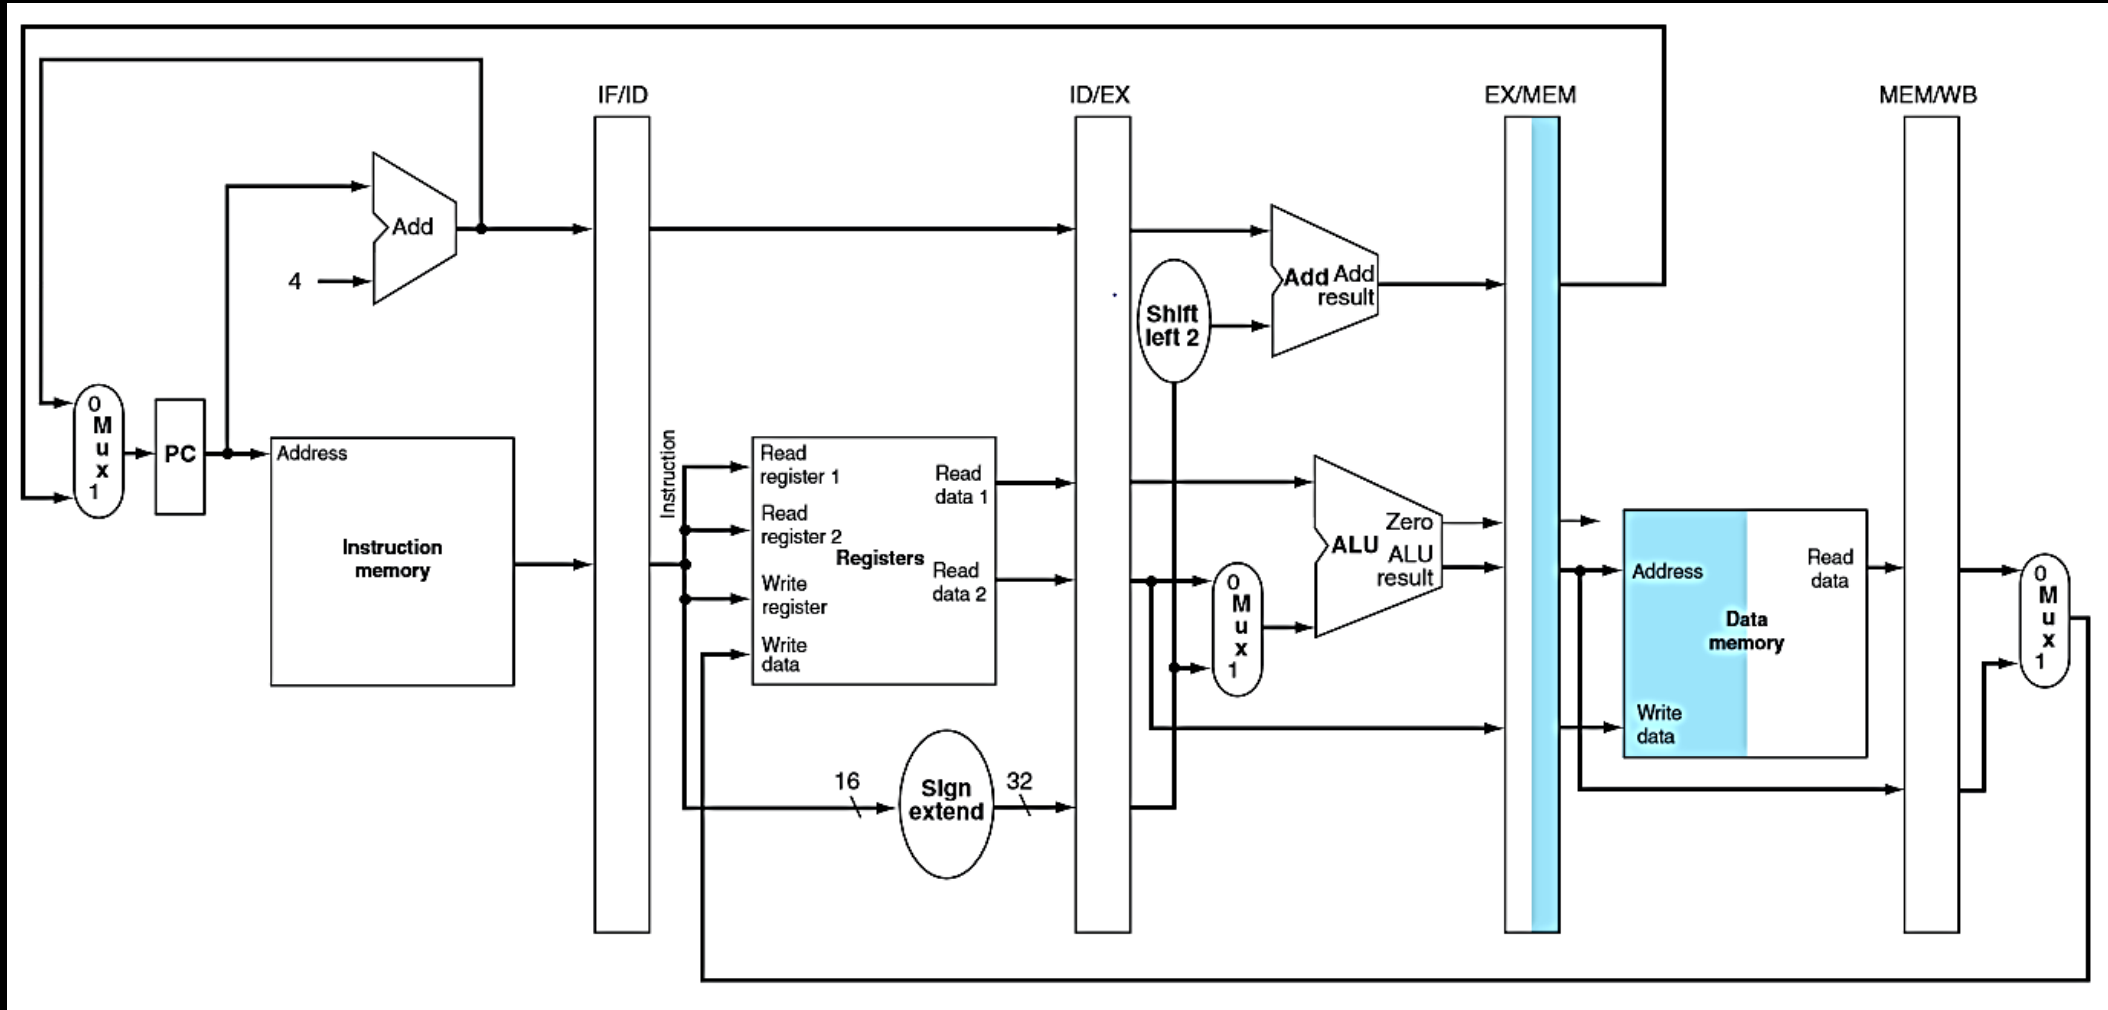 IF/ID
ID/EX
EX/MEM
MEM/WB
Add
4
Add Add
result
Shift
left 2
0
M
u
x
1
PC
Address
Instruction
memory
Instruction
Read
register 1
Read
register 2
Write
register
Write
data
Registers
Read
data 1
Read
data 2
16
Sign
extend
32
0
M
u
x
1
ALU
Zero
ALU
result
Address
Write
data
Data
memory
Read
data
0
M
u
x
1